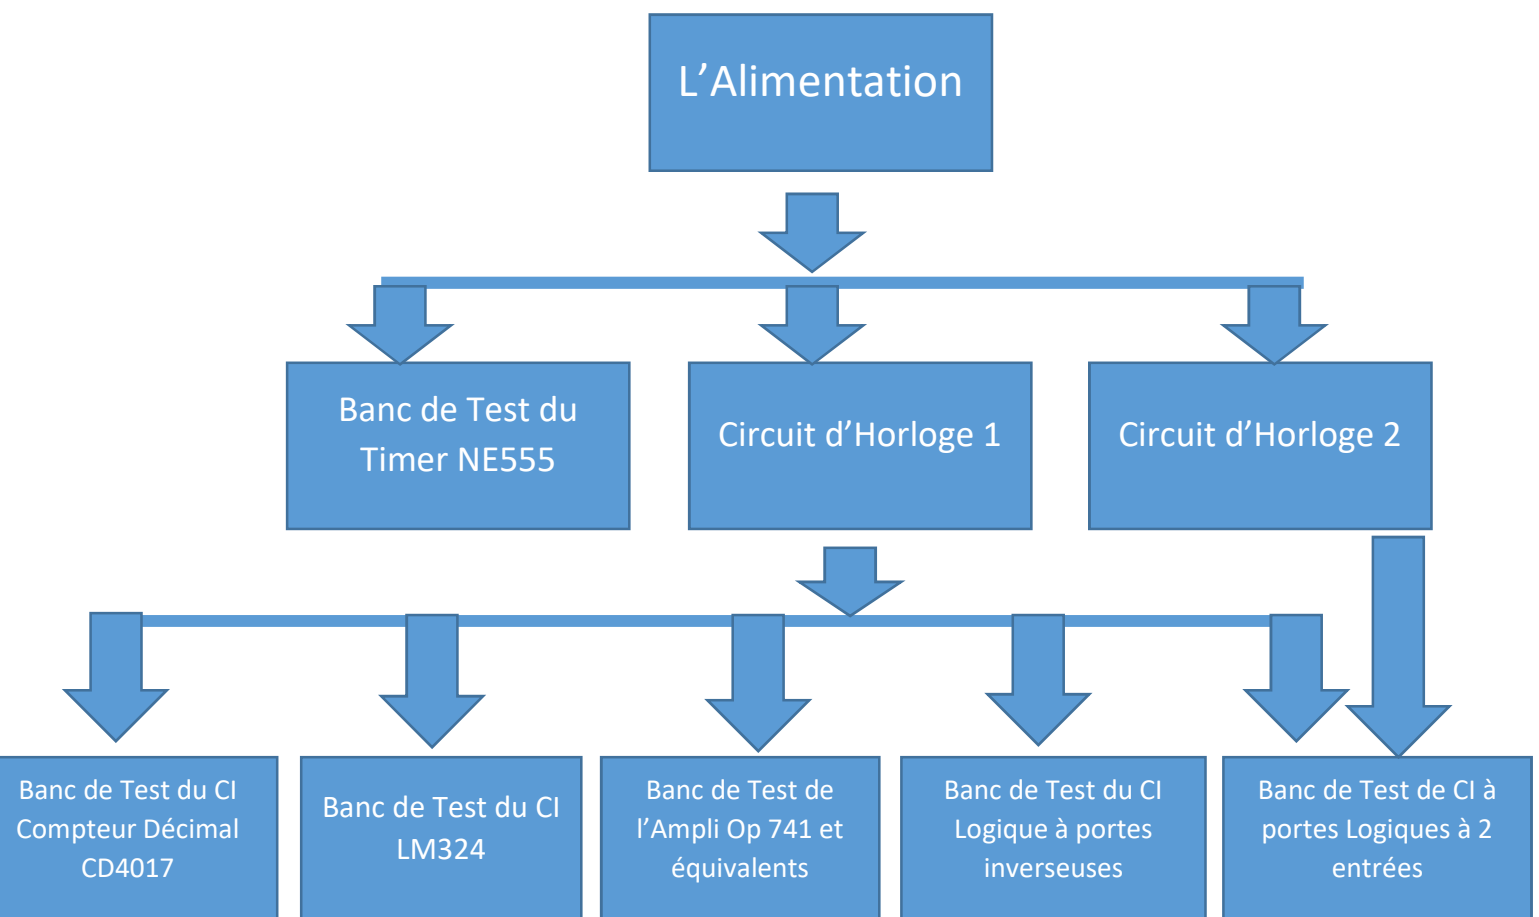 L’Alimentation
Banc de Test du
Timer NE555
Circuit d’Horloge 1
Circuit d’Horloge 2
Banc de Test du CI
Compteur Décimal
CD4017
Banc de Test du CI
LM324
Banc de Test de
l’Ampli Op 741 et
équivalents
Banc de Test du CI
Logique à portes
inverseuses
Banc de Test de CI à
portes Logiques à 2
entrées